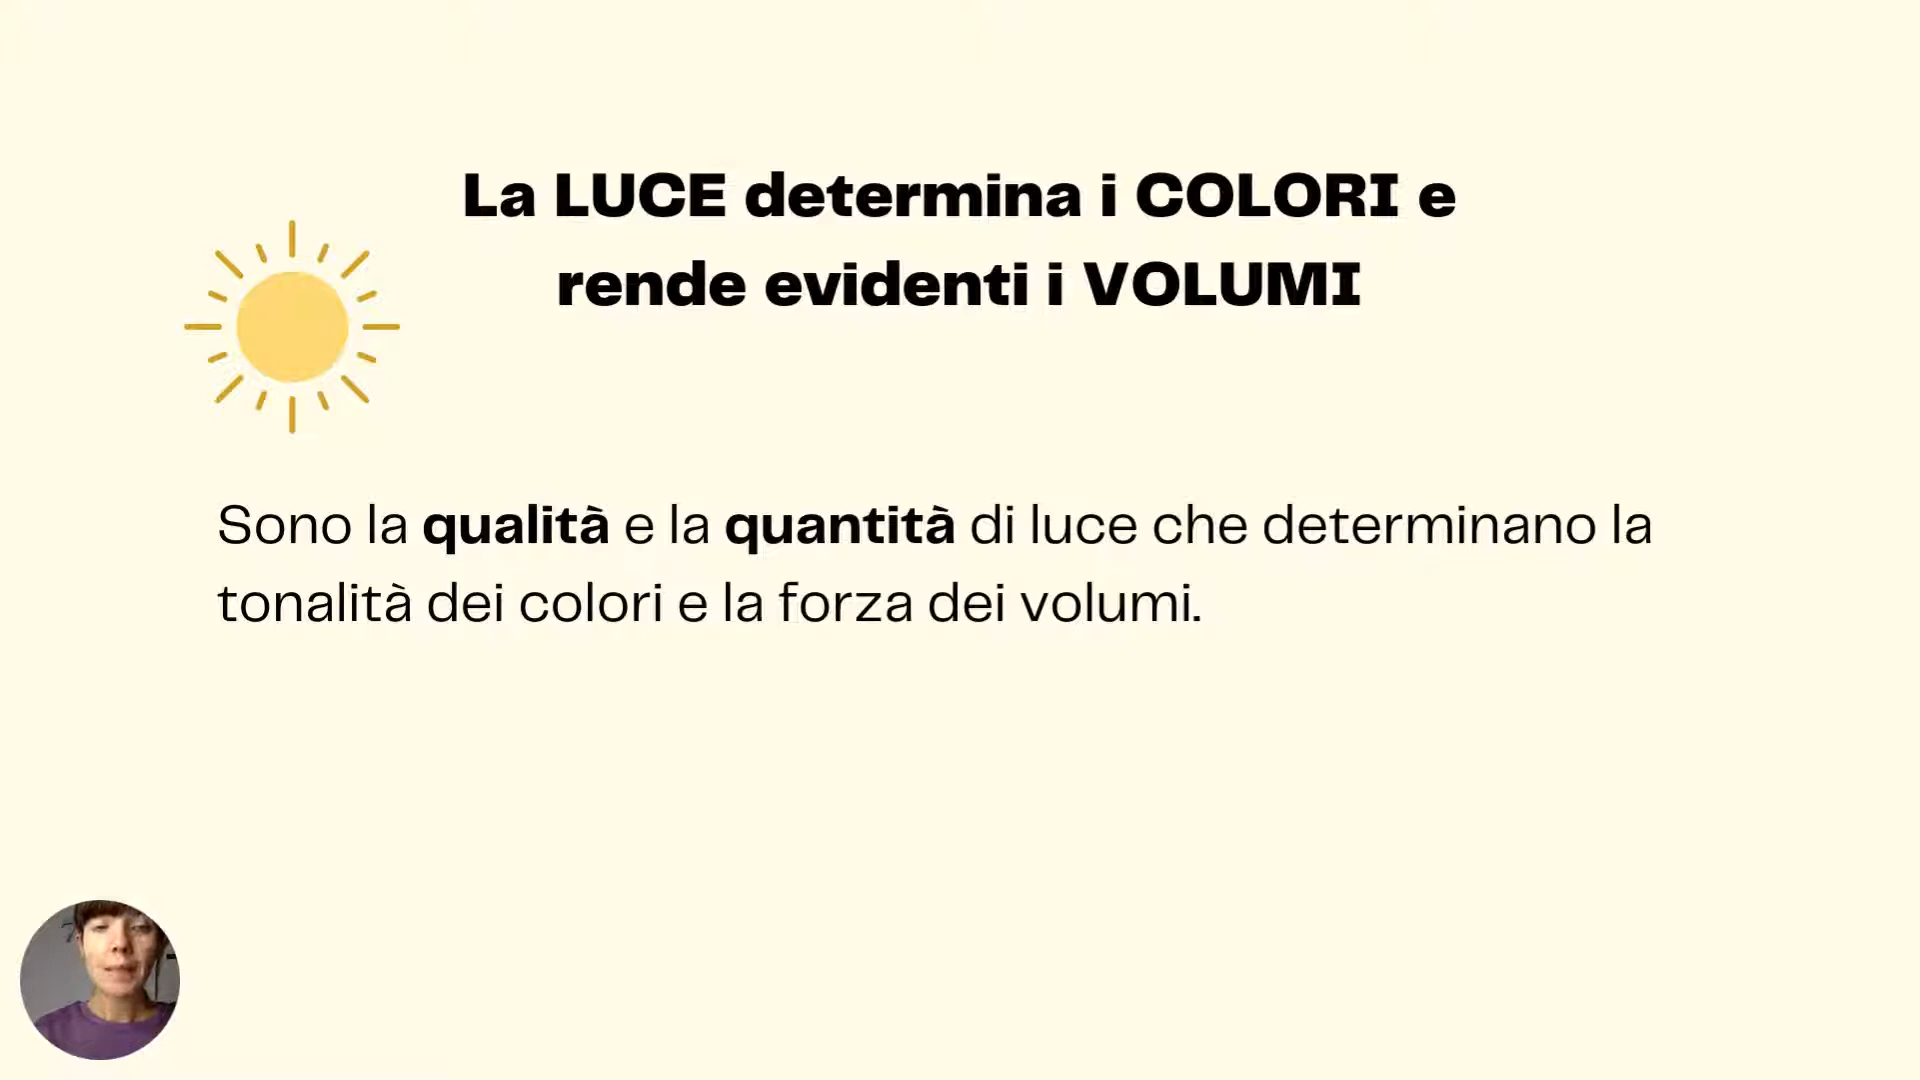 La LUCE determina i COLORI e
rende evidenti i VOLUMI
Sono la qualità e la quantità di luce che determinano la
tonalità dei colori e la forza dei volumi.